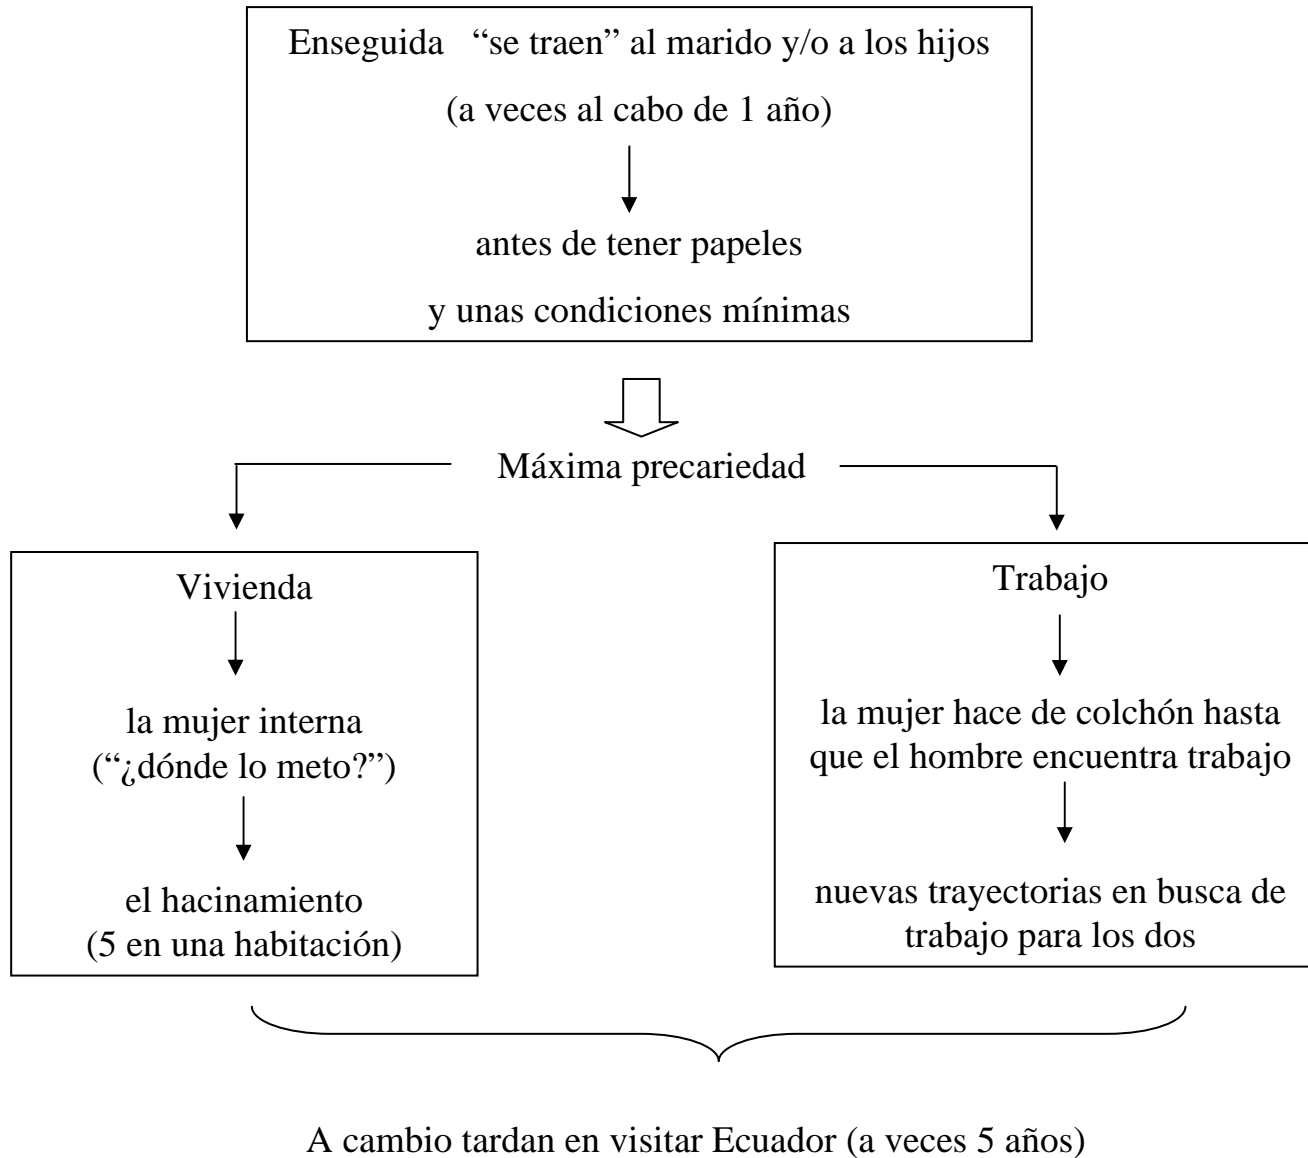 Enseguida “se traen” al marido y/o a los hijos
(a veces al cabo de 1 año)
antes de tener papeles
y unas condiciones mínimas
Máxima precariedad
Vivienda
la mujer interna
(“¿dónde lo meto?”)
el hacinamiento
(5 en una habitación)
Trabajo
la mujer hace de colchón hasta
que el hombre encuentra trabajo
nuevas trayectorias en busca de
trabajo para los dos
A cambio tardan en visitar Ecuador (a veces 5 años)